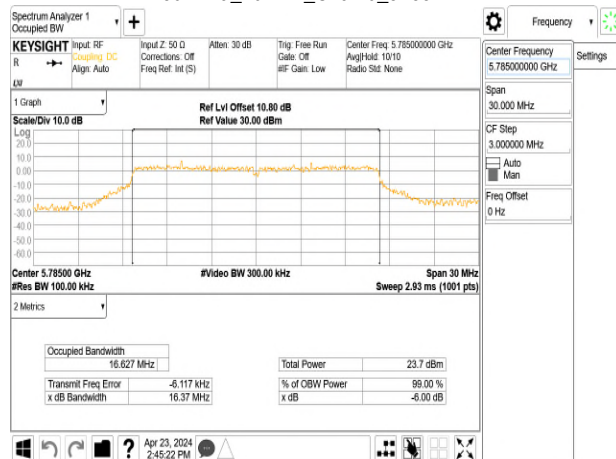 Spectrum Analyzer 1
Occupied BW
Frequency
Settings
KEYSIGHT
R
LXI
Input: RF
Coupling: DC
Align: Auto
Input Z: 50 Ω
Corrections: Off
Freq Ref: Int (S)
Atten: 30 dB
Trig: Free Run
Gate: Off
#IF Gain: Low
Center Freq: 5.785000000 GHz
Avg|Hold: 10/10
Radio Std: None
Center Frequency
5.785000000 GHz
Span
30.000 MHz
CF Step
3.000000 MHz
Auto
Man
Freq Offset
0 Hz
1 Graph
Scale/Div 10.0 dB
Ref Lvl Offset 10.80 dB
Ref Value 30.00 dBm
Log
20.0
10.0
0.00
-10.0
-20.0
-30.0
-40.0
-50.0
-60.0
Center 5.78500 GHz
#Res BW 100.00 kHz
#Video BW 300.00 kHz
Span 30 MHz
Sweep 2.93 ms (1001 pts)
2 Metrics
Occupied Bandwidth
16.627 MHz
Transmit Freq Error -6.117 kHz
x dB Bandwidth 16.37 MHz
Total Power 23.7 dBm
% of OBW Power 99.00 %
x dB -6.00 dB
?
Apr 23, 2024
2:45:22 PM